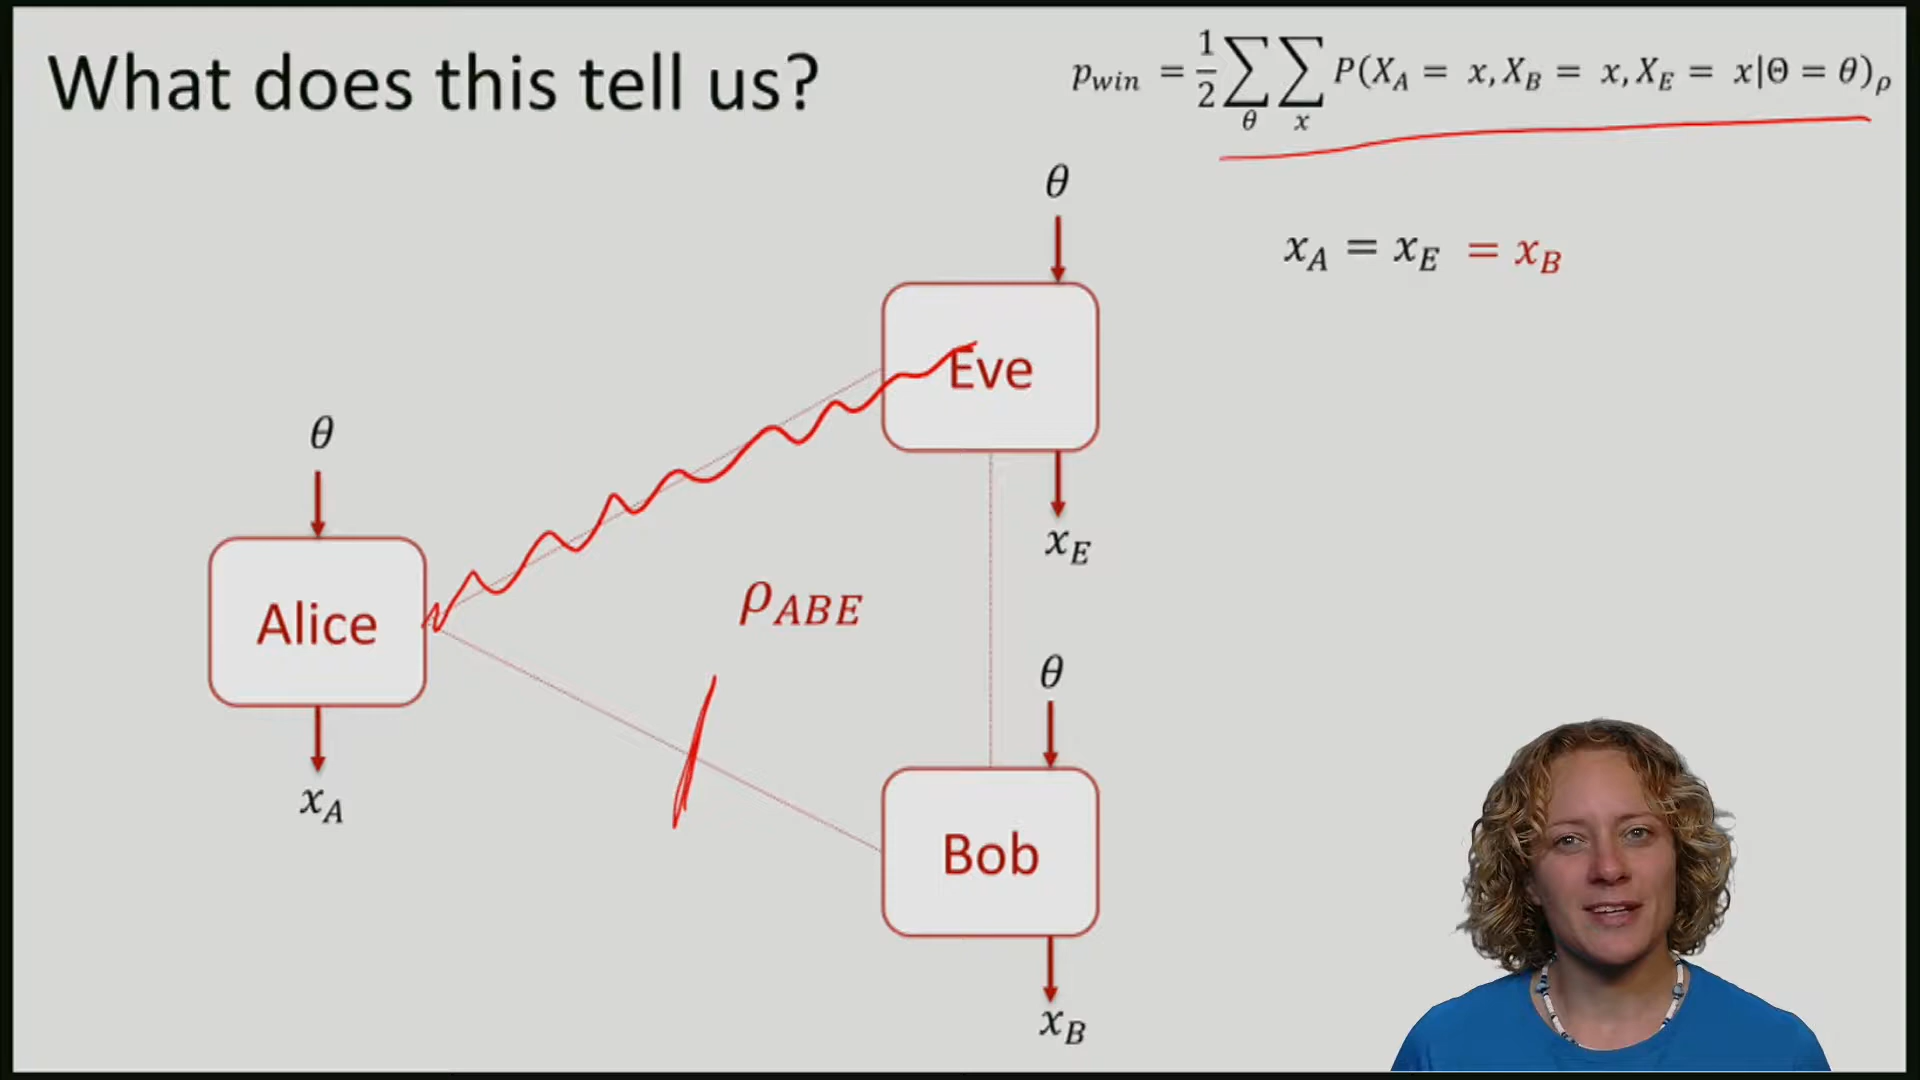 What does this tell us?
p_win = 1/2 ∑_θ ∑_x P(X_A = x, X_B = x, X_E = x|Θ = θ)_ρ
θ
x_A = x_E = x_B
Eve
θ
x_E
Alice
ρ_ABE
θ
x_A
Bob
x_B